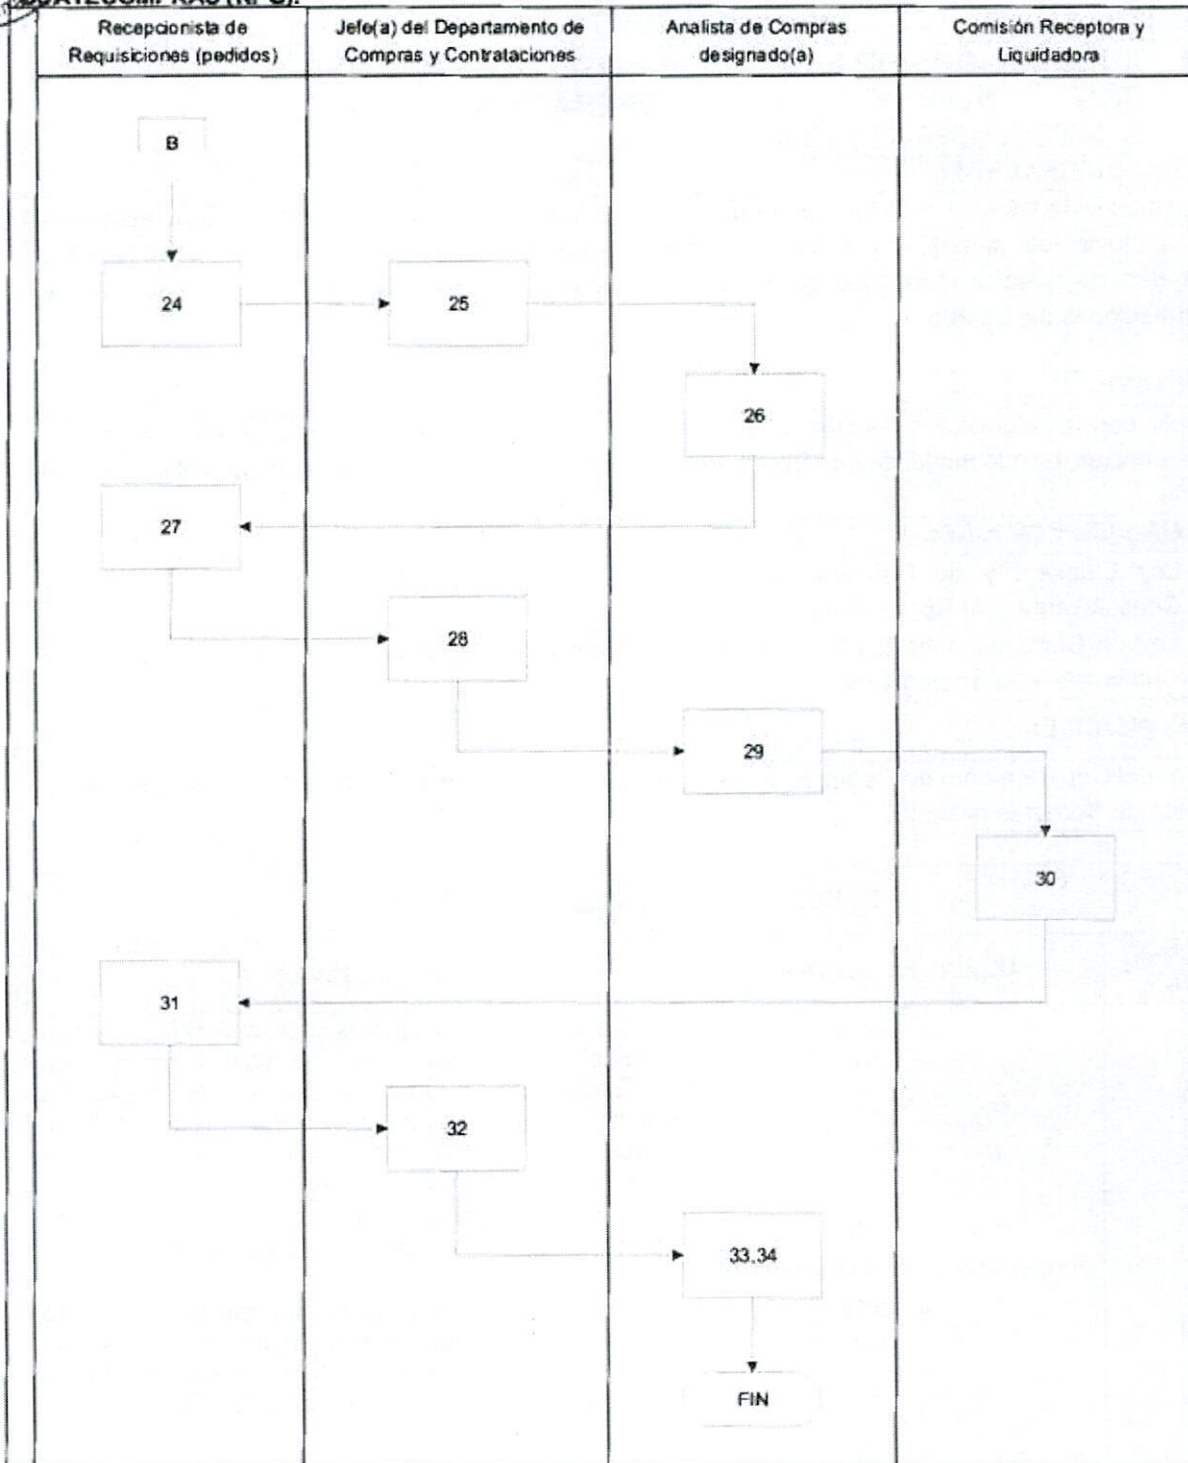 Recepcionista de
Requisiciones (pedidos)
Jefe(a) del Departamento de
Compras y Contrataciones
Analista de Compras
designado(a)
Comisión Receptora y
Liquidadora
B
24
25
26
27
28
29
30
31
32
33,34
FIN